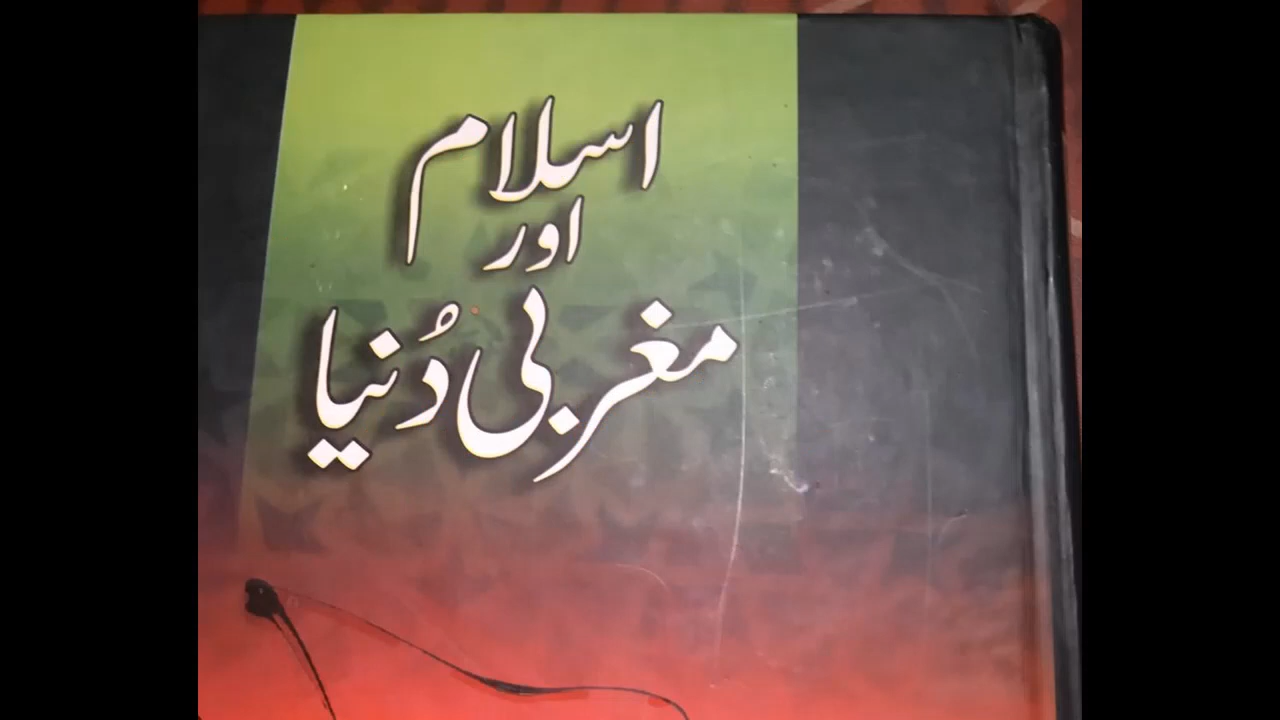 اسلام
اور
مغربی دُنیا